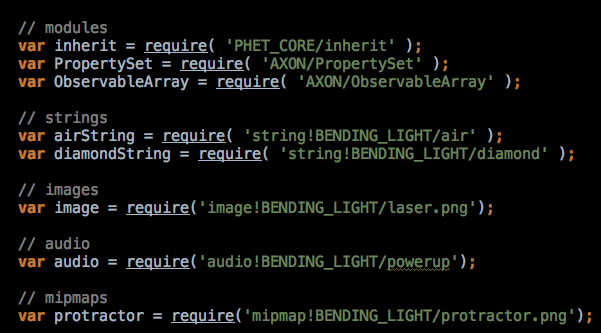 // modules
var inherit = require( 'PHET_CORE/inherit' );
var PropertySet = require( 'AXON/PropertySet' );
var ObservableArray = require( 'AXON/ObservableArray' );
// strings
var airString = require( 'string!BENDING_LIGHT/air' );
var diamondString = require( 'string!BENDING_LIGHT/diamond' );
// images
var image = require('image!BENDING_LIGHT/laser.png');
// audio
var audio = require('audio!BENDING_LIGHT/powerup');
// mipmaps
var protractor = require('mipmap!BENDING_LIGHT/protractor.png');